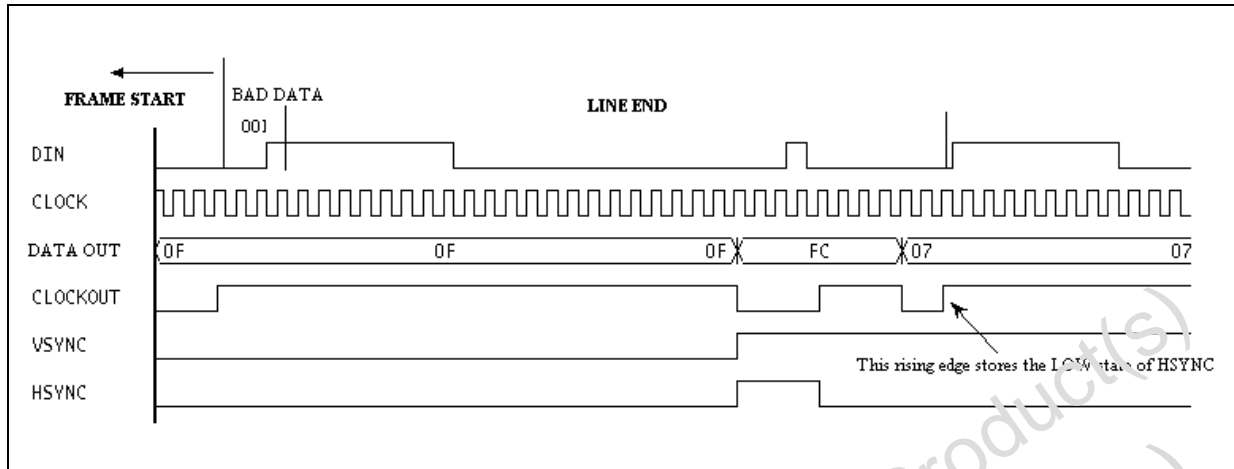 FRAME START
BAD DATA
001
LINE END
DIN
CLOCK
DATA OUT 0F 0F 0F FC 07 07
CLOCKOUT
VSYNC
This rising edge stores the LOW state of HSYNC
HSYNC
Product(s)